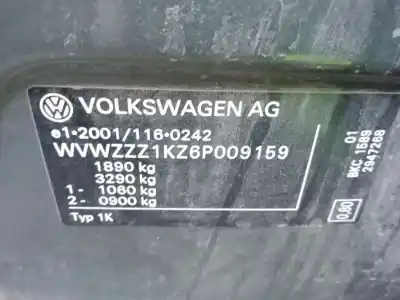 VOLKSWAGEN AG
e1*2001/116*0242
WVWZZZ1KZ6P009159
1890 kg
3290 kg
1- 1060 kg
2- 0900 kg
Typ 1K
01
BKC 1589
2947268
0,80